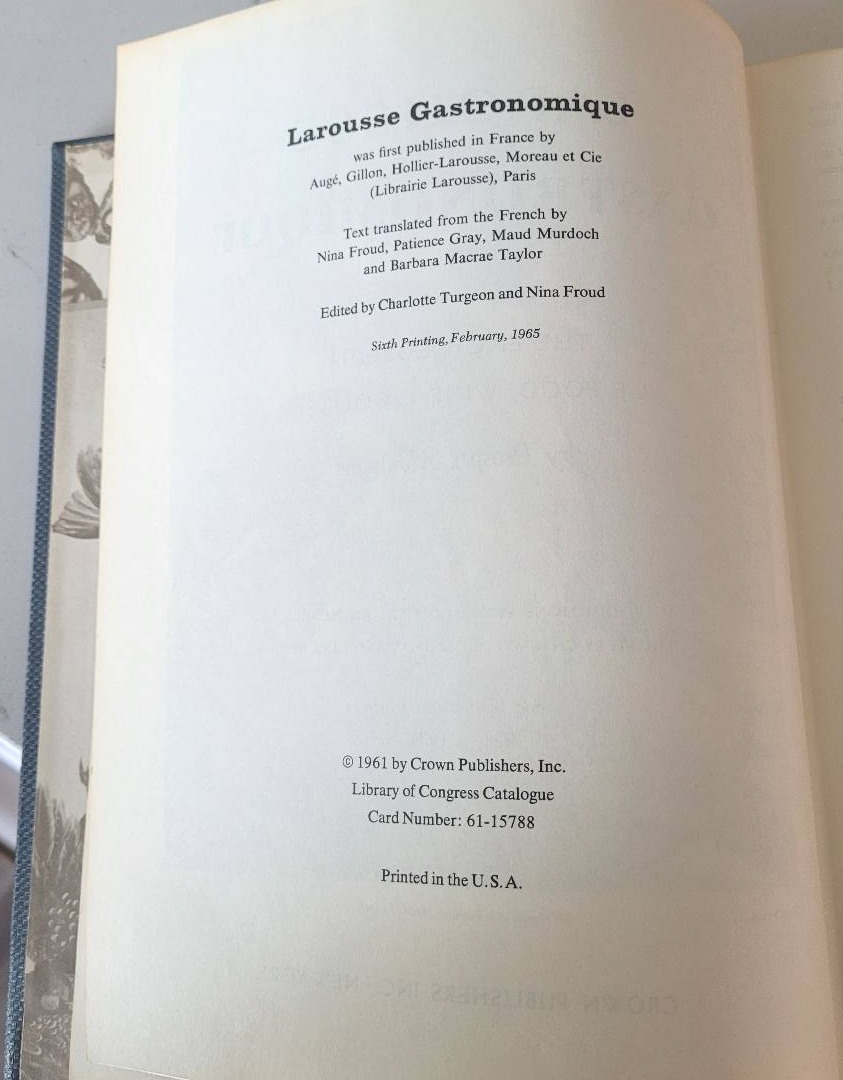 Larousse Gastronomique
was first published in France by
Augé, Gillon, Hollier-Larousse, Moreau et Cie
(Librairie Larousse), Paris
Text translated from the French by
Nina Froud, Patience Gray, Maud Murdoch
and Barbara Macrae Taylor
Edited by Charlotte Turgeon and Nina Froud
Sixth Printing, February, 1965
© 1961 by Crown Publishers, Inc.
Library of Congress Catalogue
Card Number: 61-15788
Printed in the U.S.A.